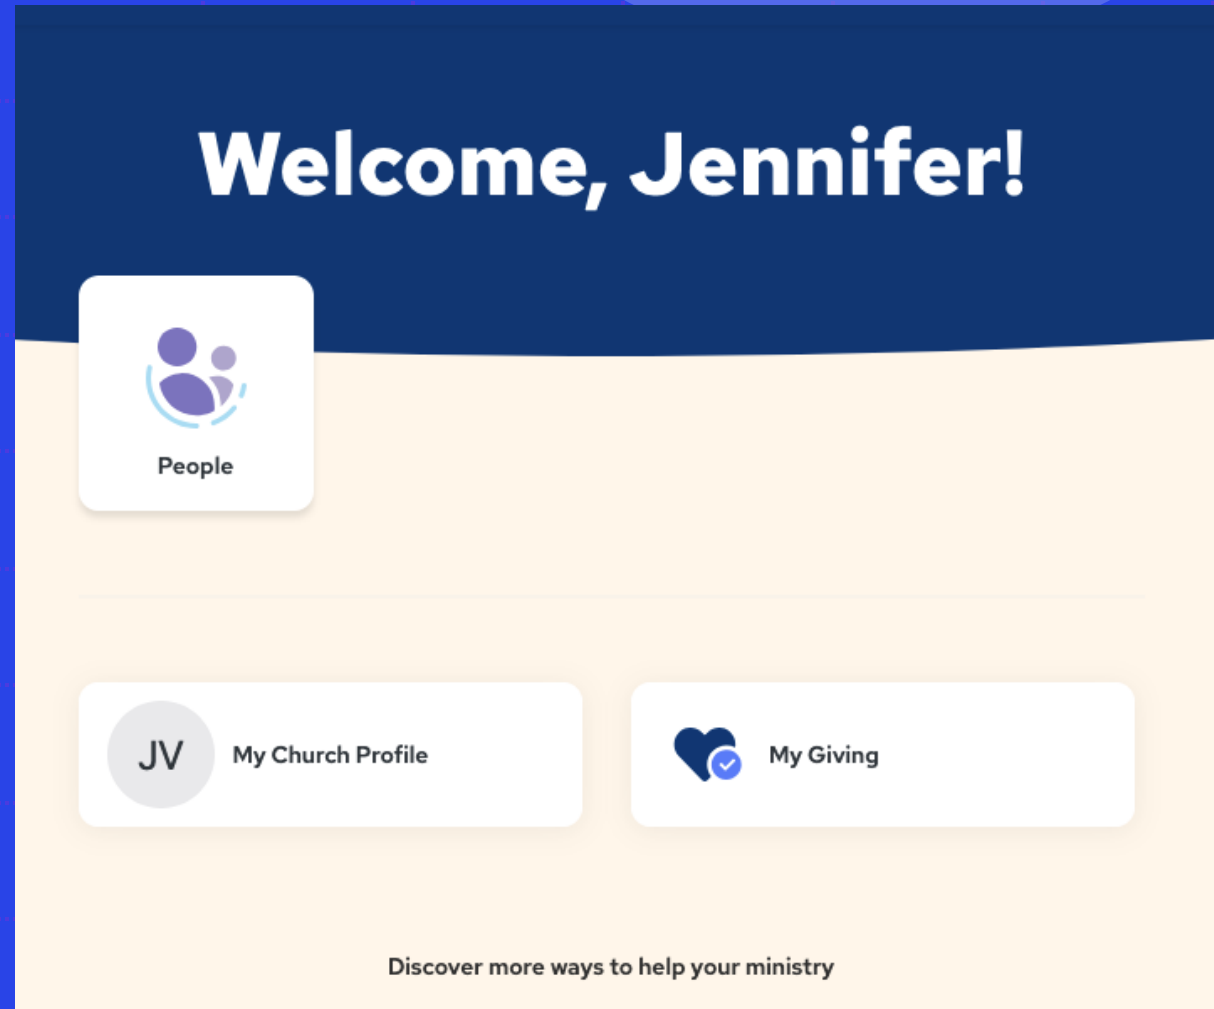 Welcome, Jennifer!
People
JV
My Church Profile
My Giving
Discover more ways to help your ministry